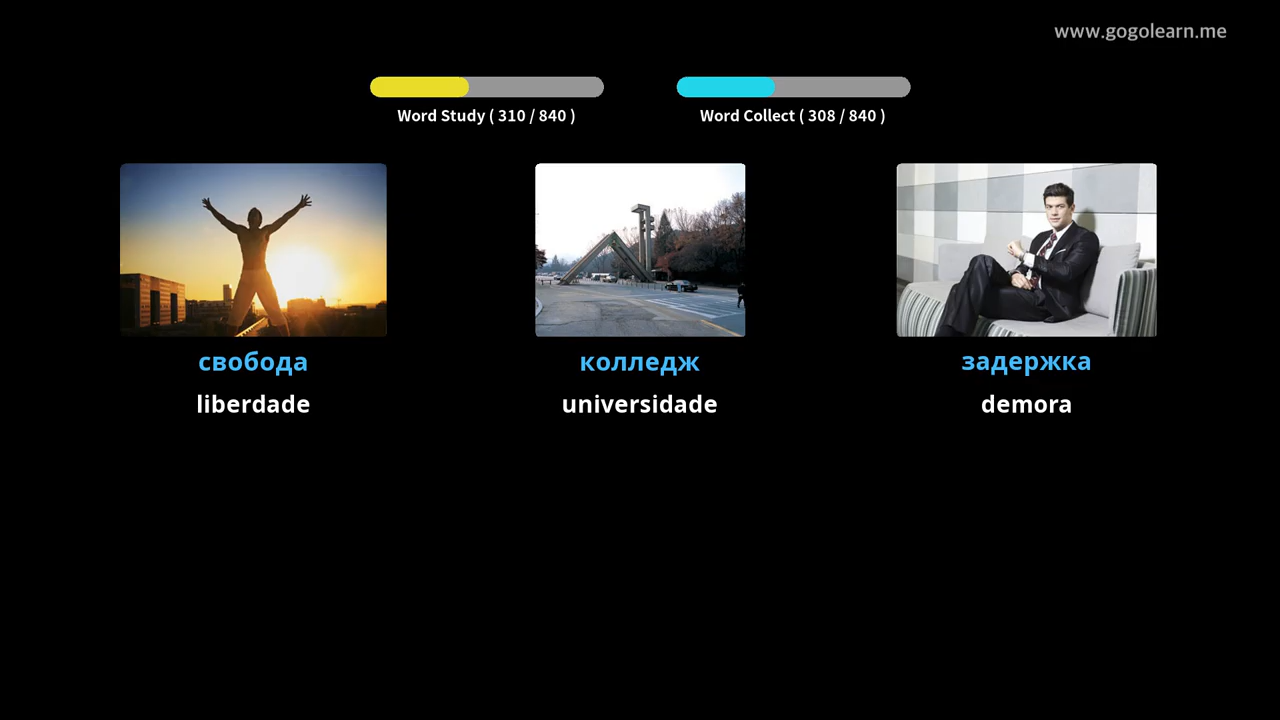 www.gogolearn.me
Word Study ( 310 / 840 )
Word Collect ( 308 / 840 )
свобода
колледж
задержка
liberdade
universidade
demora